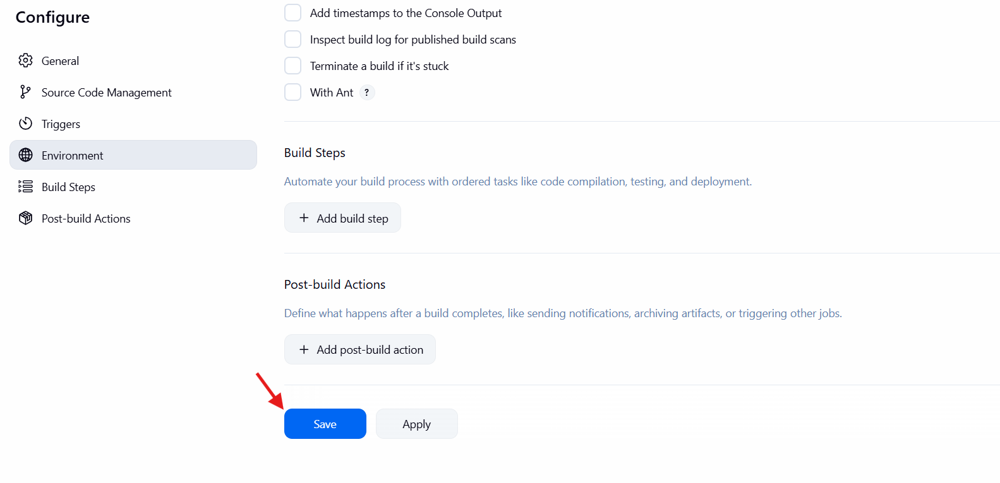 Configure
General
Source Code Management
Triggers
Environment
Build Steps
Post-build Actions
Add timestamps to the Console Output
Inspect build log for published build scans
Terminate a build if it's stuck
With Ant ?
Build Steps
Automate your build process with ordered tasks like code compilation, testing, and deployment.
+ Add build step
Post-build Actions
Define what happens after a build completes, like sending notifications, archiving artifacts, or triggering other jobs.
+ Add post-build action
Save Apply